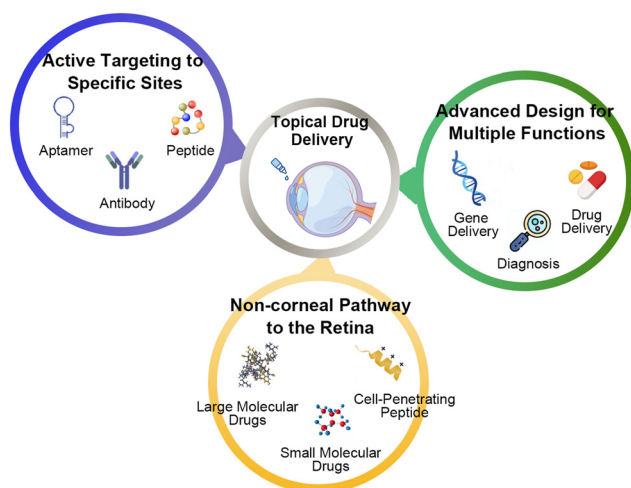 Active Targeting to
Specific Sites
Aptamer
Peptide
Antibody
Topical Drug
Delivery
Advanced Design for
Multiple Functions
Gene
Delivery
Drug
Delivery
Diagnosis
Non-corneal Pathway
to the Retina
Large Molecular
Drugs
Cell-Penetrating
Peptide
Small Molecular
Drugs